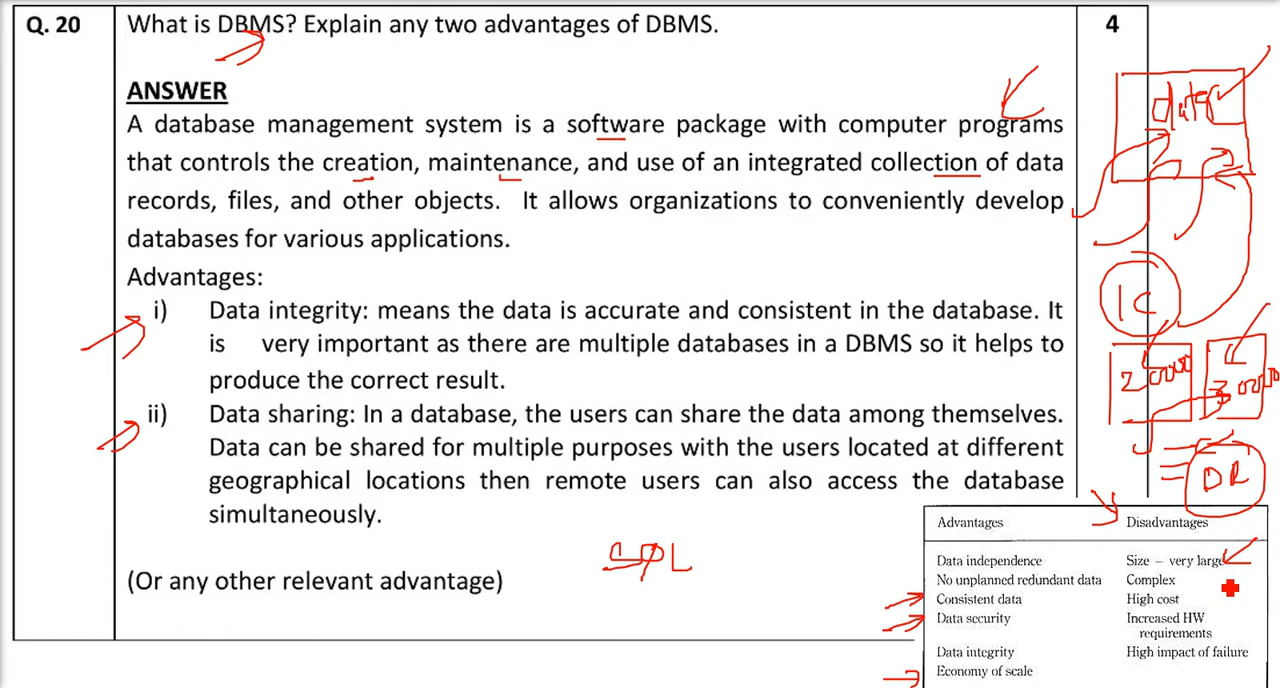 Q. 20 What is DBMS? Explain any two advantages of DBMS. 4
ANSWER
A database management system is a software package with computer programs
that controls the creation, maintenance, and use of an integrated collection of data
records, files, and other objects. It allows organizations to conveniently develop
databases for various applications.
Advantages:
i) Data integrity: means the data is accurate and consistent in the database. It
is very important as there are multiple databases in a DBMS so it helps to
produce the correct result.
ii) Data sharing: In a database, the users can share the data among themselves.
Data can be shared for multiple purposes with the users located at different
geographical locations then remote users can also access the database
simultaneously.
(Or any other relevant advantage)
data
DR
Advantages Disadvantages
Data independence Size – very large
No unplanned redundant data Complex
Consistent data High cost
Data security Increased HW
requirements
Data integrity High impact of failure
Economy of scale